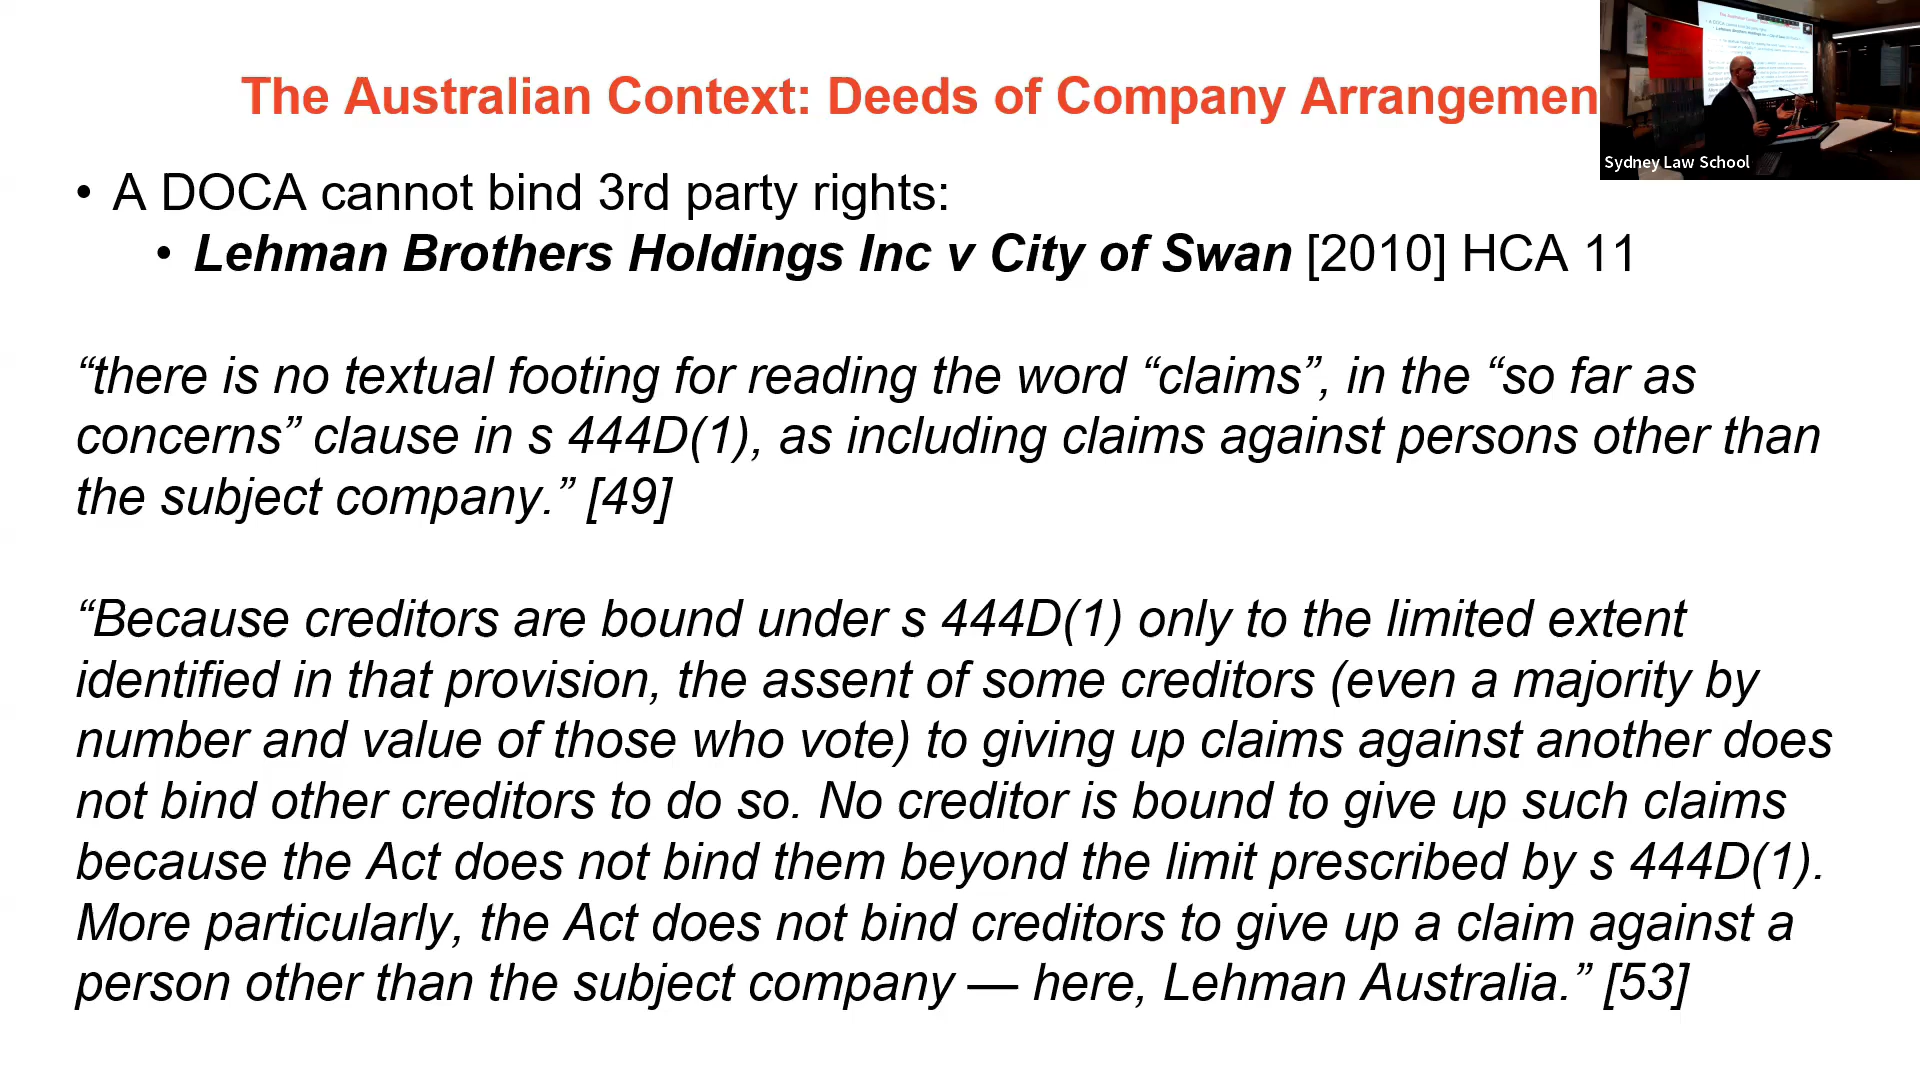 The Australian Context: Deeds of Company Arrangemen
Sydney Law School
• A DOCA cannot bind 3rd party rights:
• Lehman Brothers Holdings Inc v City of Swan [2010] HCA 11
“there is no textual footing for reading the word “claims”, in the “so far as
concerns” clause in s 444D(1), as including claims against persons other than
the subject company.” [49]
“Because creditors are bound under s 444D(1) only to the limited extent
identified in that provision, the assent of some creditors (even a majority by
number and value of those who vote) to giving up claims against another does
not bind other creditors to do so. No creditor is bound to give up such claims
because the Act does not bind them beyond the limit prescribed by s 444D(1).
More particularly, the Act does not bind creditors to give up a claim against a
person other than the subject company — here, Lehman Australia.” [53]